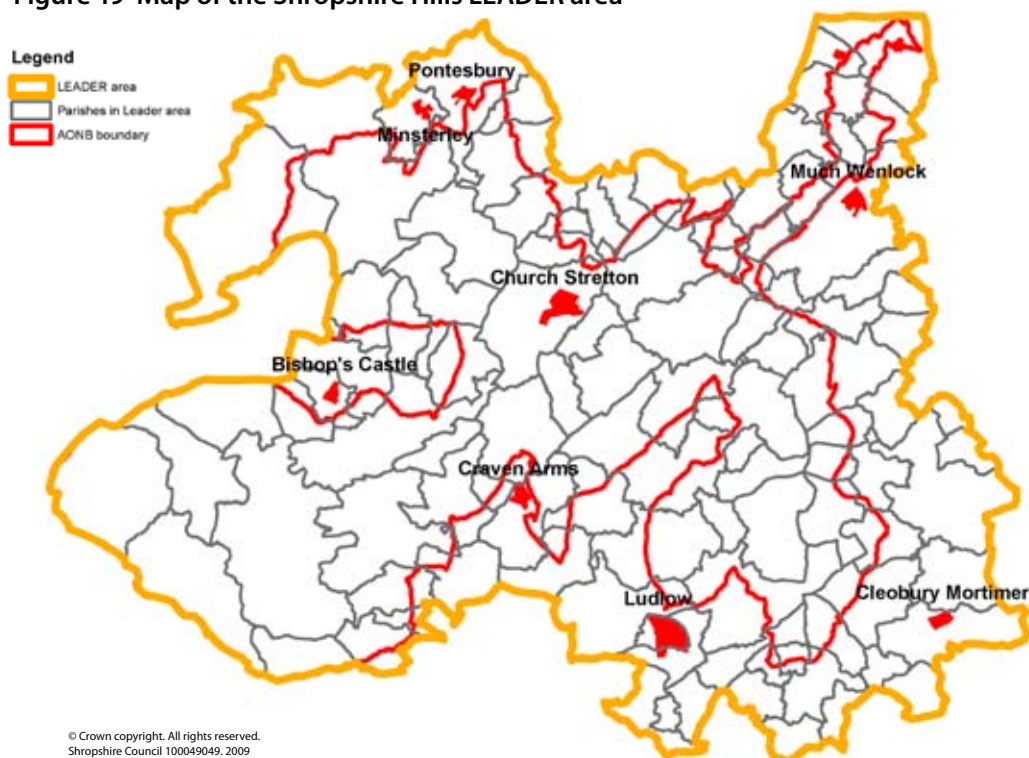 Figure 19 Map of the Shropshire Hills LEADER area
Legend
LEADER area
Parishes in Leader area
AONB boundary
Pontesbury
Minsterley
Much Wenlock
Church Stretton
Bishop's Castle
Craven Arms
Ludlow
Cleobury Mortimer
© Crown copyright. All rights reserved.
Shropshire Council 100049049. 2009